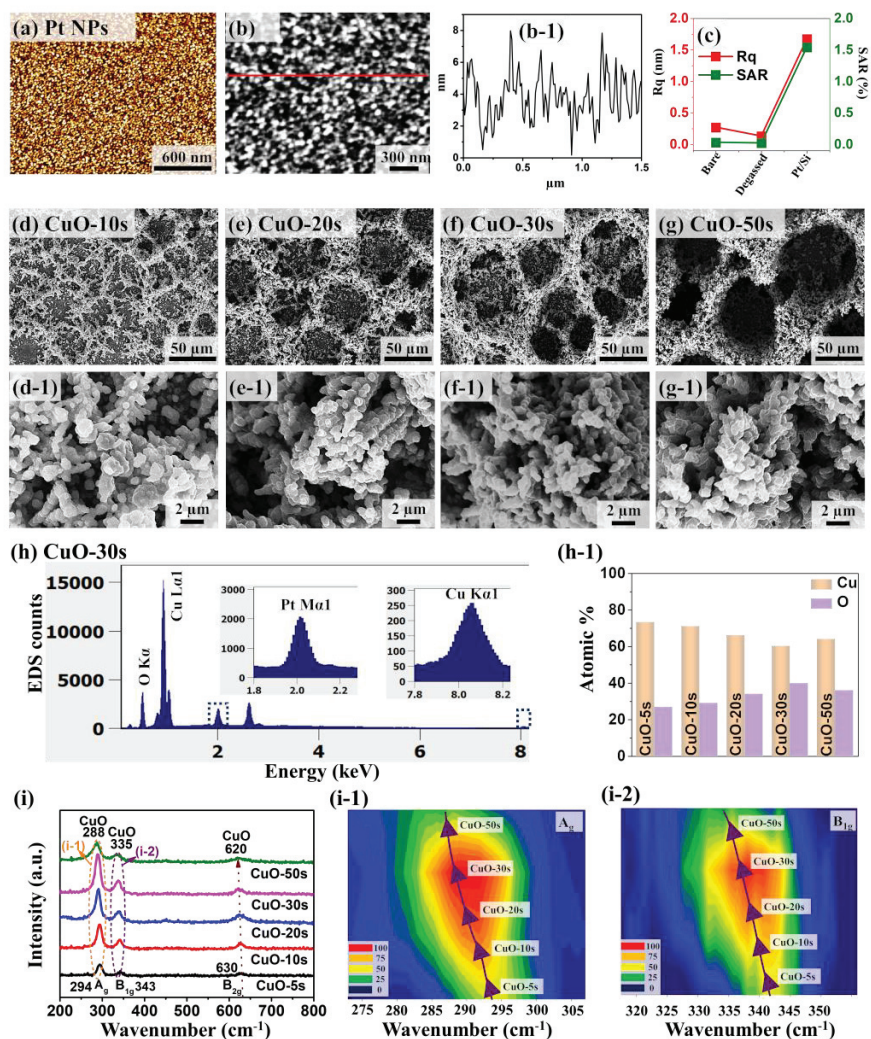 (a) Pt NPs
600 nm
(b)
300 nm
(b-1)
nm
8
6
4
2
0
0.0 0.5 1.0 1.5
µm
(c)
Rq (nm)
2.0
1.5
1.0
0.5
0.0
Rq
SAR
SAR (%)
2.0
1.5
1.0
0.5
0.0
Bare
Degassed
Pt/Si
(d) CuO-10s
50 µm
(e) CuO-20s
50 µm
(f) CuO-30s
50 µm
(g) CuO-50s
50 µm
(d-1)
2 µm
(e-1)
2 µm
(f-1)
2 µm
(g-1)
2 µm
(h) CuO-30s
EDS counts
15000
10000
5000
0
O Kα
Cu Lα1
Pt Mα1
3000
2000
1000
0
1.8 2.0 2.2
Cu Kα1
300
250
200
150
100
50
0
7.8 8.0 8.2
2 4 6 8
Energy (keV)
(h-1)
Atomic %
100
80
60
40
20
0
Cu
O
CuO-5s
CuO-10s
CuO-20s
CuO-30s
CuO-50s
(i)
Intensity (a.u.)
CuO
288
CuO
335
CuO
620
(i-1)
(i-2)
CuO-50s
CuO-30s
CuO-20s
CuO-10s
630
CuO-5s
294 Ag B1g 343 B2g
200 300 400 500 600 700 800
Wavenumber (cm-1)
(i-1)
Ag
CuO-50s
CuO-30s
CuO-20s
CuO-10s
CuO-5s
100
75
50
25
0
275 280 285 290 295 300 305
Wavenumber (cm-1)
(i-2)
B1g
CuO-50s
CuO-30s
CuO-20s
CuO-10s
CuO-5s
100
75
50
25
0
320 325 330 335 340 345 350
Wavenumber (cm-1)